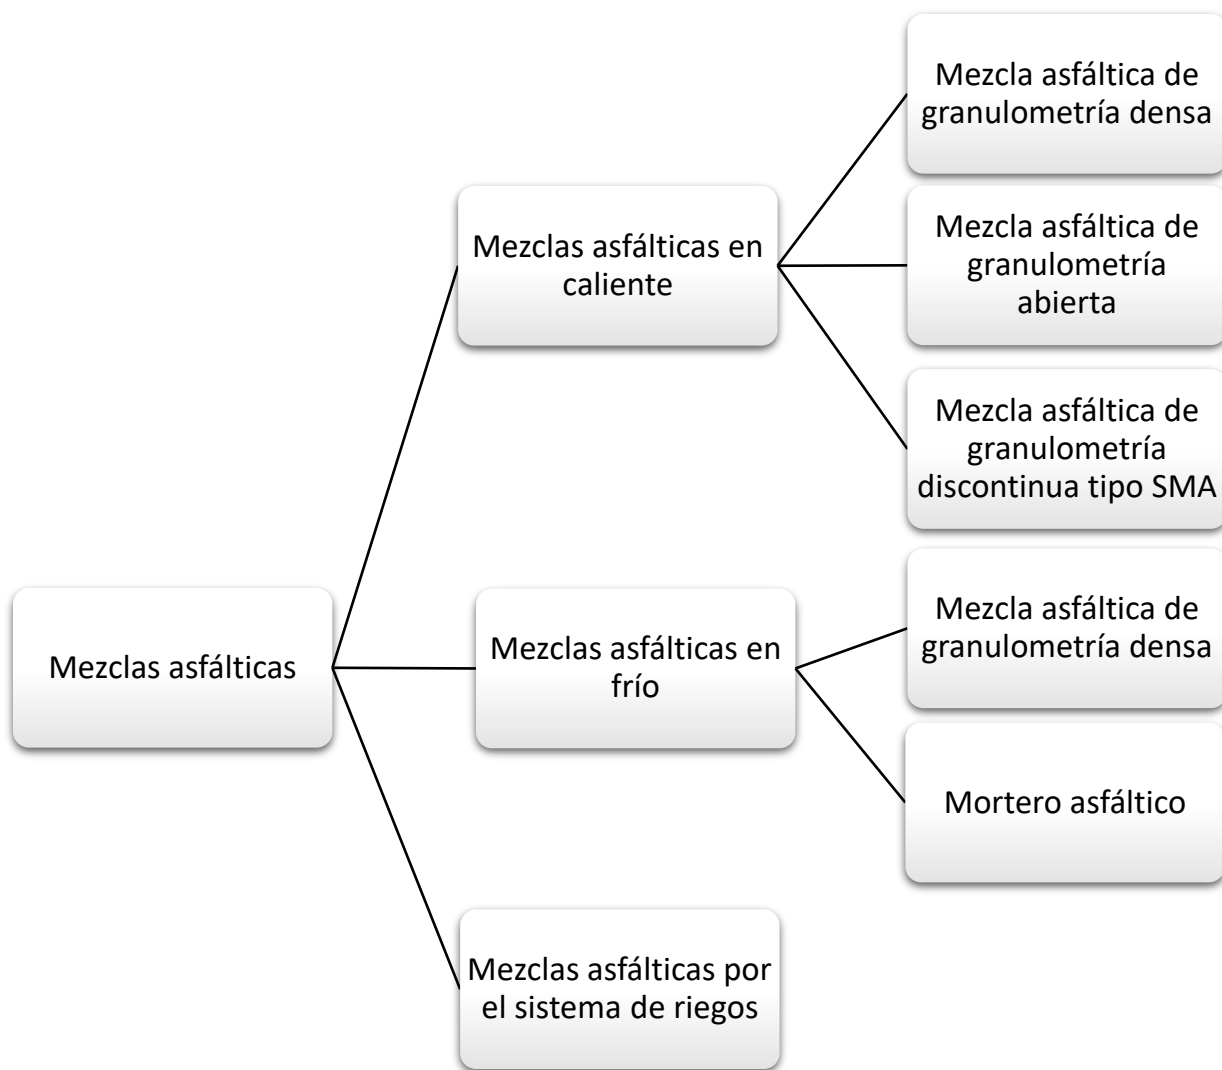 Mezclas asfálticas
Mezclas asfálticas en
caliente
Mezcla asfáltica de
granulometría densa
Mezcla asfáltica de
granulometría
abierta
Mezcla asfáltica de
granulometría
discontinua tipo SMA
Mezclas asfálticas en
frío
Mezcla asfáltica de
granulometría densa
Mortero asfáltico
Mezclas asfálticas por
el sistema de riegos